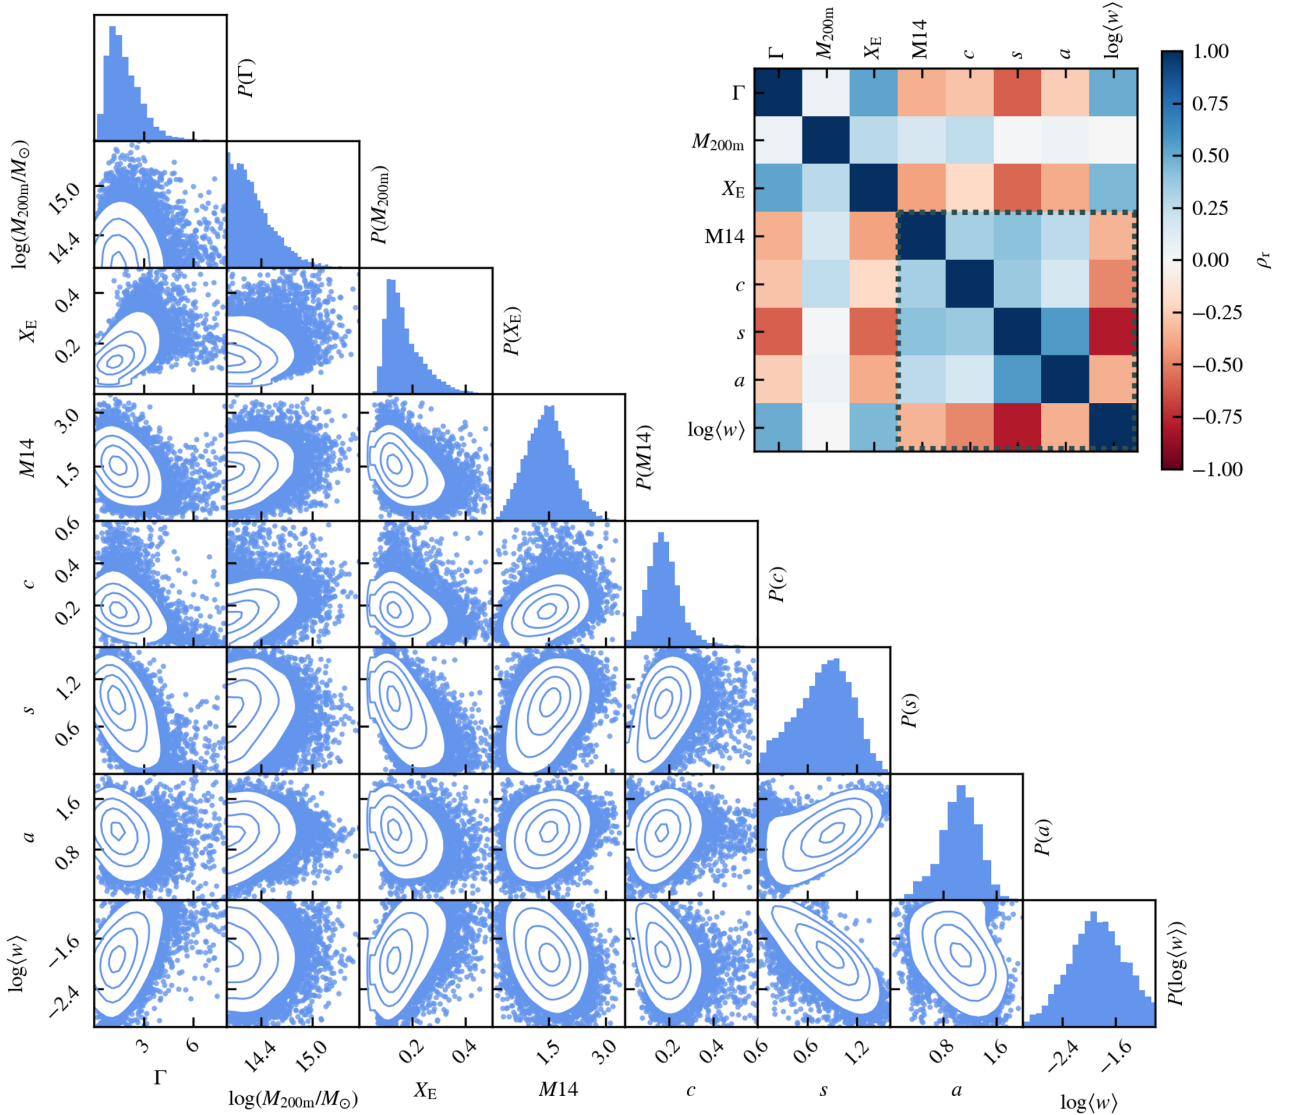 Γ
M200m
XE
M14
c
s
a
log⟨w⟩
Γ
M200m
XE
M14
c
s
a
log⟨w⟩
1.00
0.75
0.50
0.25
0.00
−0.25
−0.50
−0.75
−1.00
ρr
P(Γ)
log(M200m/M⊙)
15.0
14.4
P(M200m)
XE
0.4
0.2
P(XE)
M14
3.0
1.5
P(M14)
c
0.6
0.4
0.2
P(c)
s
1.2
0.6
P(s)
a
1.6
0.8
P(a)
log⟨w⟩
−1.6
−2.4
P(log⟨w⟩)
3 6
14.4 15.0
0.2 0.4
1.5 3.0
0.2 0.4 0.6
0.6 1.2
0.8 1.6
−2.4 −1.6
Γ
log(M200m/M⊙)
XE
M14
c
s
a
log⟨w⟩